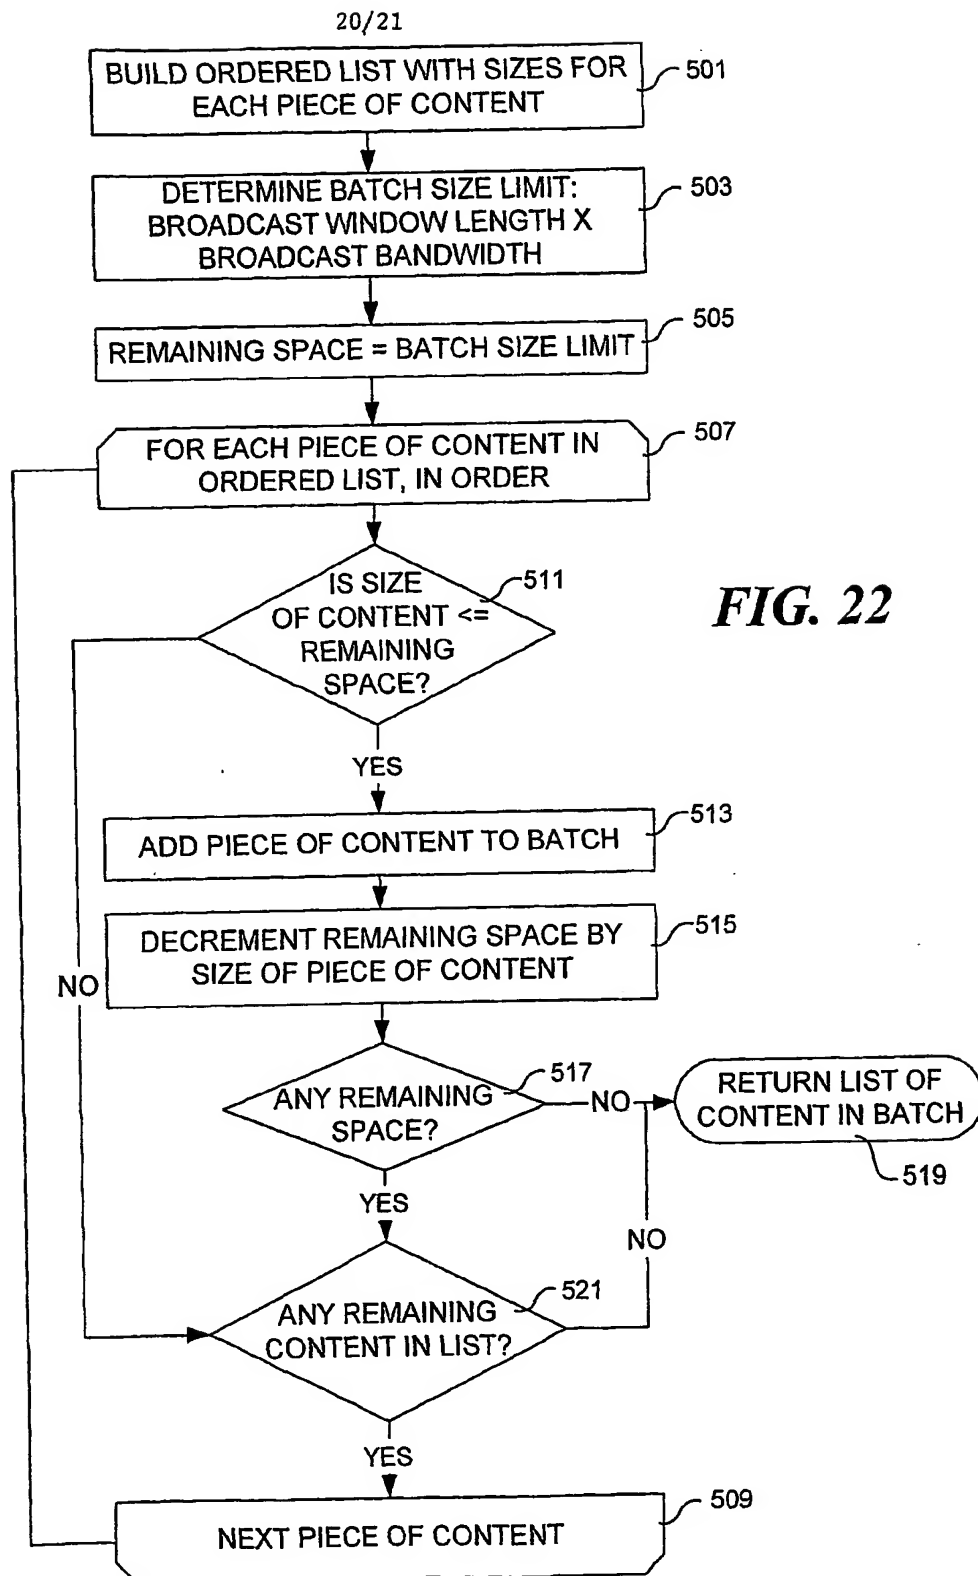 20/21
BUILD ORDERED LIST WITH SIZES FOR
EACH PIECE OF CONTENT
501
DETERMINE BATCH SIZE LIMIT:
BROADCAST WINDOW LENGTH X
BROADCAST BANDWIDTH
503
REMAINING SPACE = BATCH SIZE LIMIT
505
FOR EACH PIECE OF CONTENT IN
ORDERED LIST, IN ORDER
507
IS SIZE
OF CONTENT <=
REMAINING
SPACE?
511
FIG. 22
YES
ADD PIECE OF CONTENT TO BATCH
513
DECREMENT REMAINING SPACE BY
SIZE OF PIECE OF CONTENT
515
NO
ANY REMAINING
SPACE?
517
NO
RETURN LIST OF
CONTENT IN BATCH
519
YES
NO
ANY REMAINING
CONTENT IN LIST?
521
YES
NEXT PIECE OF CONTENT
509